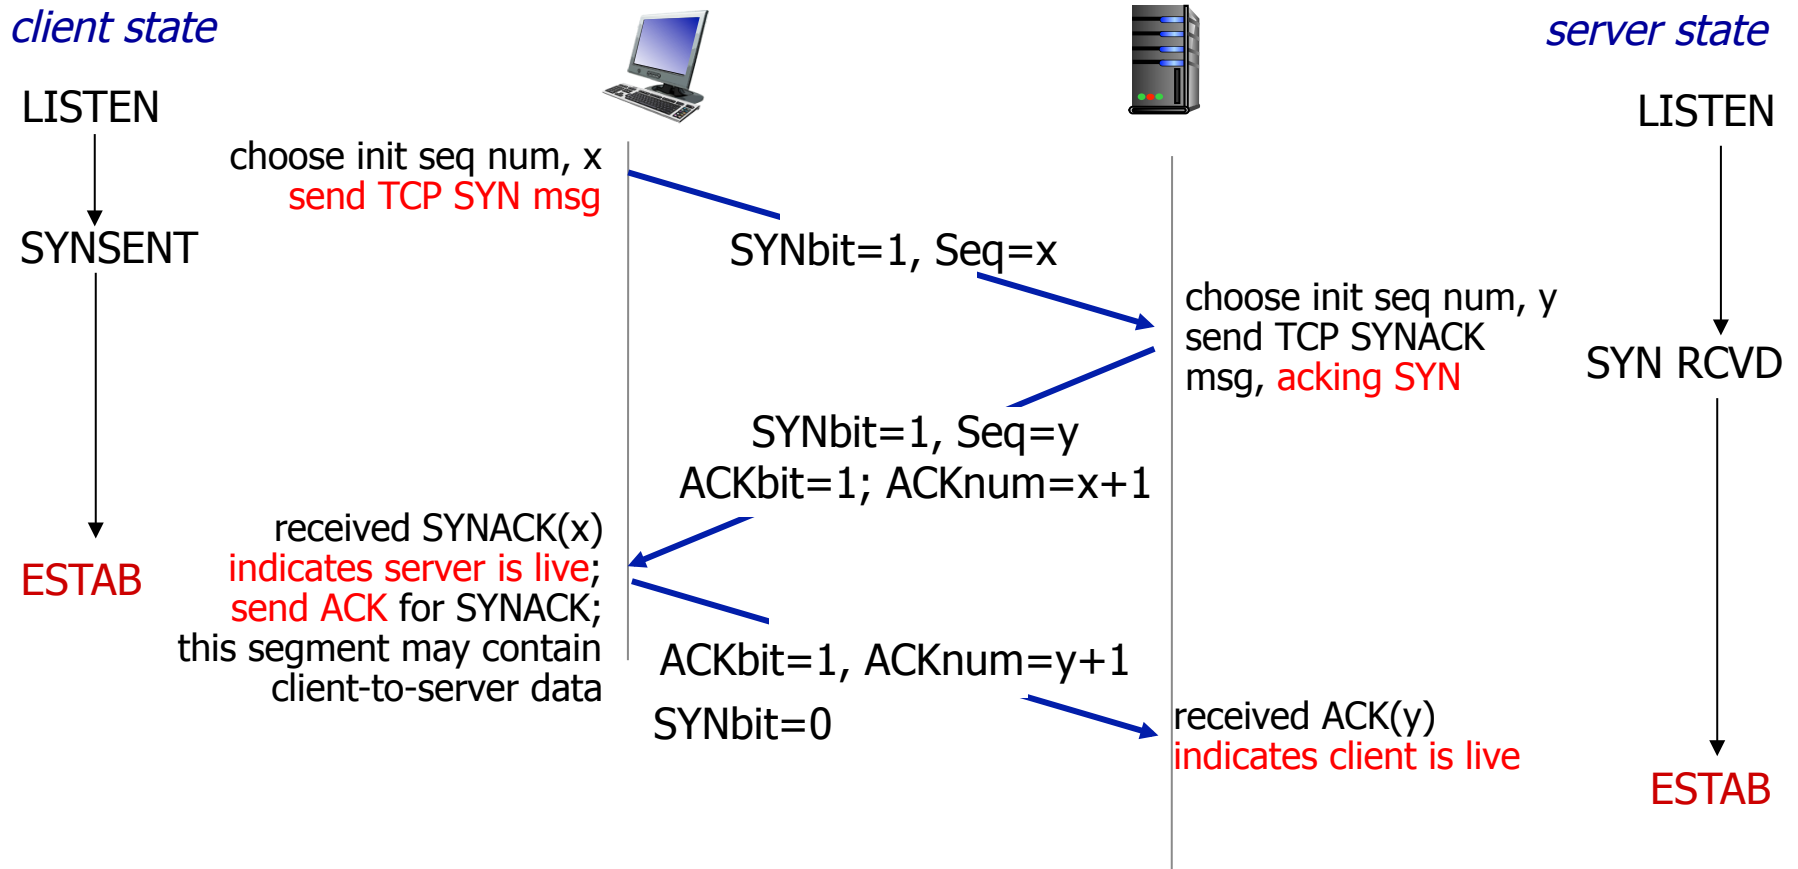 client state
server state
LISTEN
LISTEN
choose init seq num, x
send TCP SYN msg
SYNSENT
SYNbit=1, Seq=x
choose init seq num, y
send TCP SYNACK
msg, acking SYN
SYN RCVD
SYNbit=1, Seq=y
ACKbit=1; ACKnum=x+1
received SYNACK(x)
indicates server is live;
send ACK for SYNACK;
this segment may contain
client-to-server data
ESTAB
ACKbit=1, ACKnum=y+1
SYNbit=0
received ACK(y)
indicates client is live
ESTAB